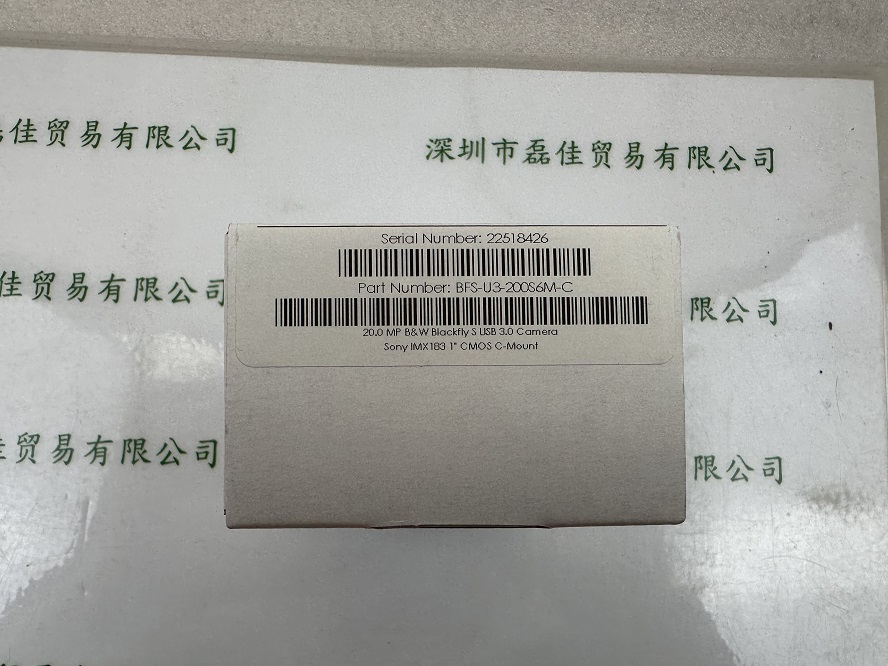 佳贸易有限公司
深圳市磊佳贸易有限公司
Serial Number: 22518426
Part Number: BFS-U3-200S6M-C
20.0 MP B&W Blackfly S USB 3.0 Camera
Sony IMX183 1" CMOS C-Mount
佳贸易有限公司
限公司
贸易有限公司
限公司